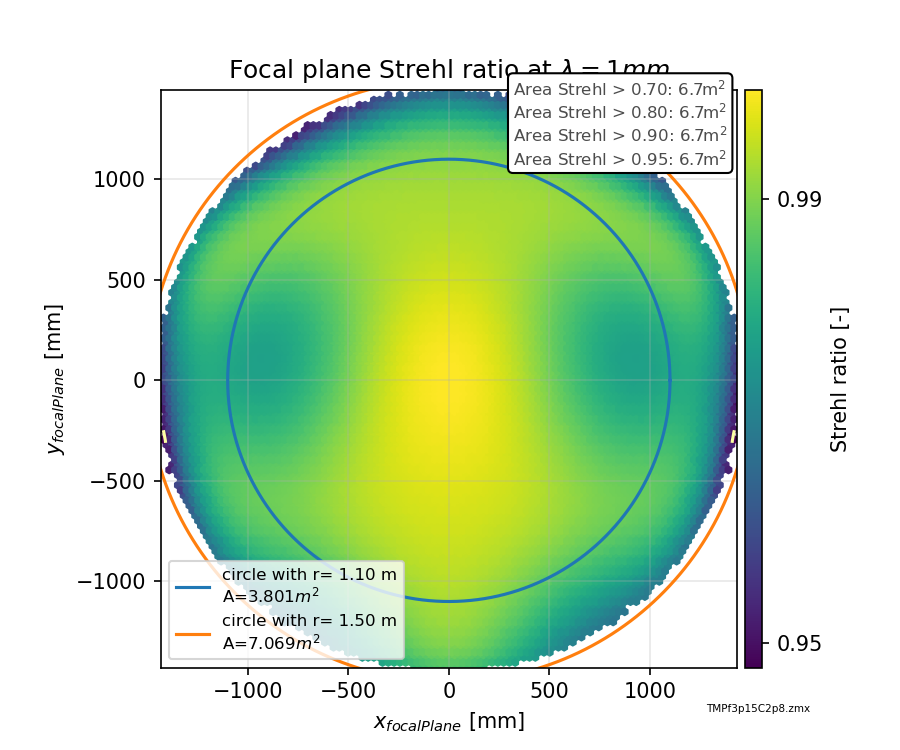 Focal plane Strehl ratio at λ = 1mm
Area Strehl > 0.70: 6.7m²
Area Strehl > 0.80: 6.7m²
Area Strehl > 0.90: 6.7m²
Area Strehl > 0.95: 6.7m²
1000
500
0
−500
−1000
y_focalPlane [mm]
0.99
0.95
Strehl ratio [-]
circle with r= 1.10 m
A=3.801m²
circle with r= 1.50 m
A=7.069m²
−1000 −500 0 500 1000
x_focalPlane [mm]
TMPf3p15C2p8.zmx